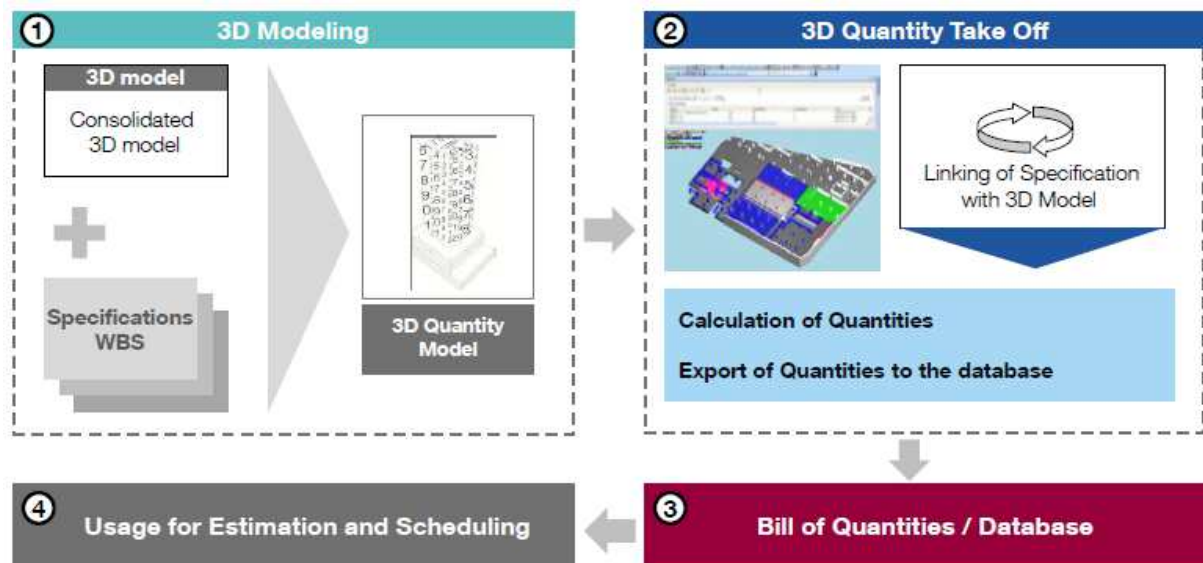 1
3D Modeling
3D model
Consolidated
3D model
Specifications
WBS
3D Quantity
Model
2
3D Quantity Take Off
Linking of Specification
with 3D Model
Calculation of Quantities
Export of Quantities to the database
3
Bill of Quantities / Database
4
Usage for Estimation and Scheduling